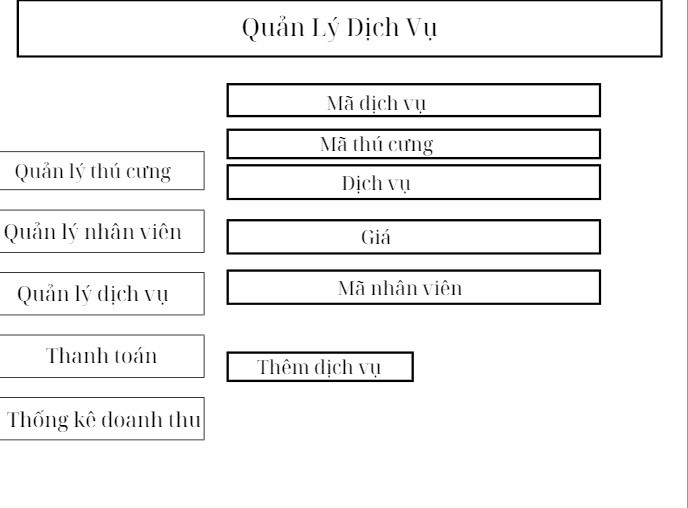 Quản Lý Dịch Vụ
Mã dịch vụ
Mã thú cưng
Dịch vụ
Giá
Mã nhân viên
Thêm dịch vụ
Quản lý thú cưng
Quản lý nhân viên
Quản lý dịch vụ
Thanh toán
Thống kê doanh thu